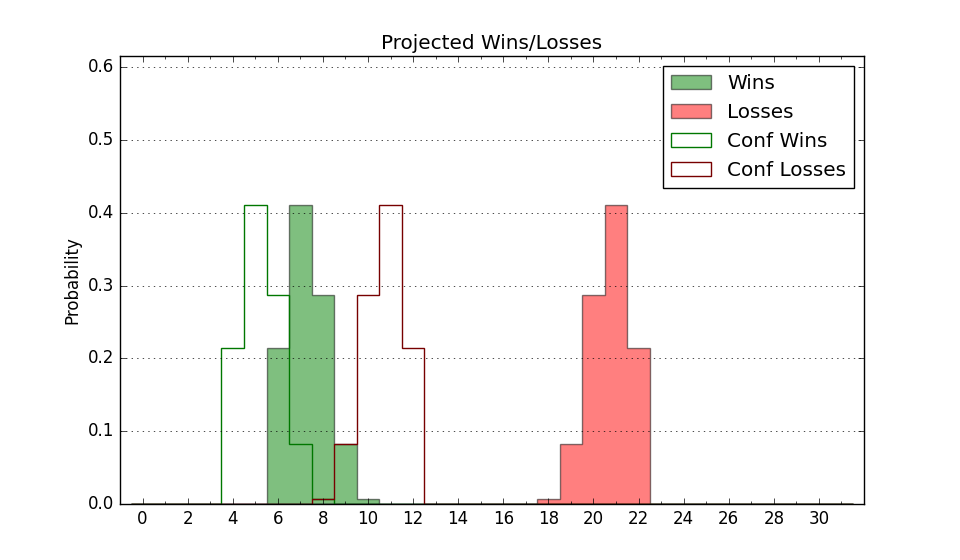 Projected Wins/Losses
0.6
0.5
0.4
0.3
0.2
0.1
0.0
Probability
Wins
Losses
Conf Wins
Conf Losses
0 2 4 6 8 10 12 14 16 18 20 22 24 26 28 30